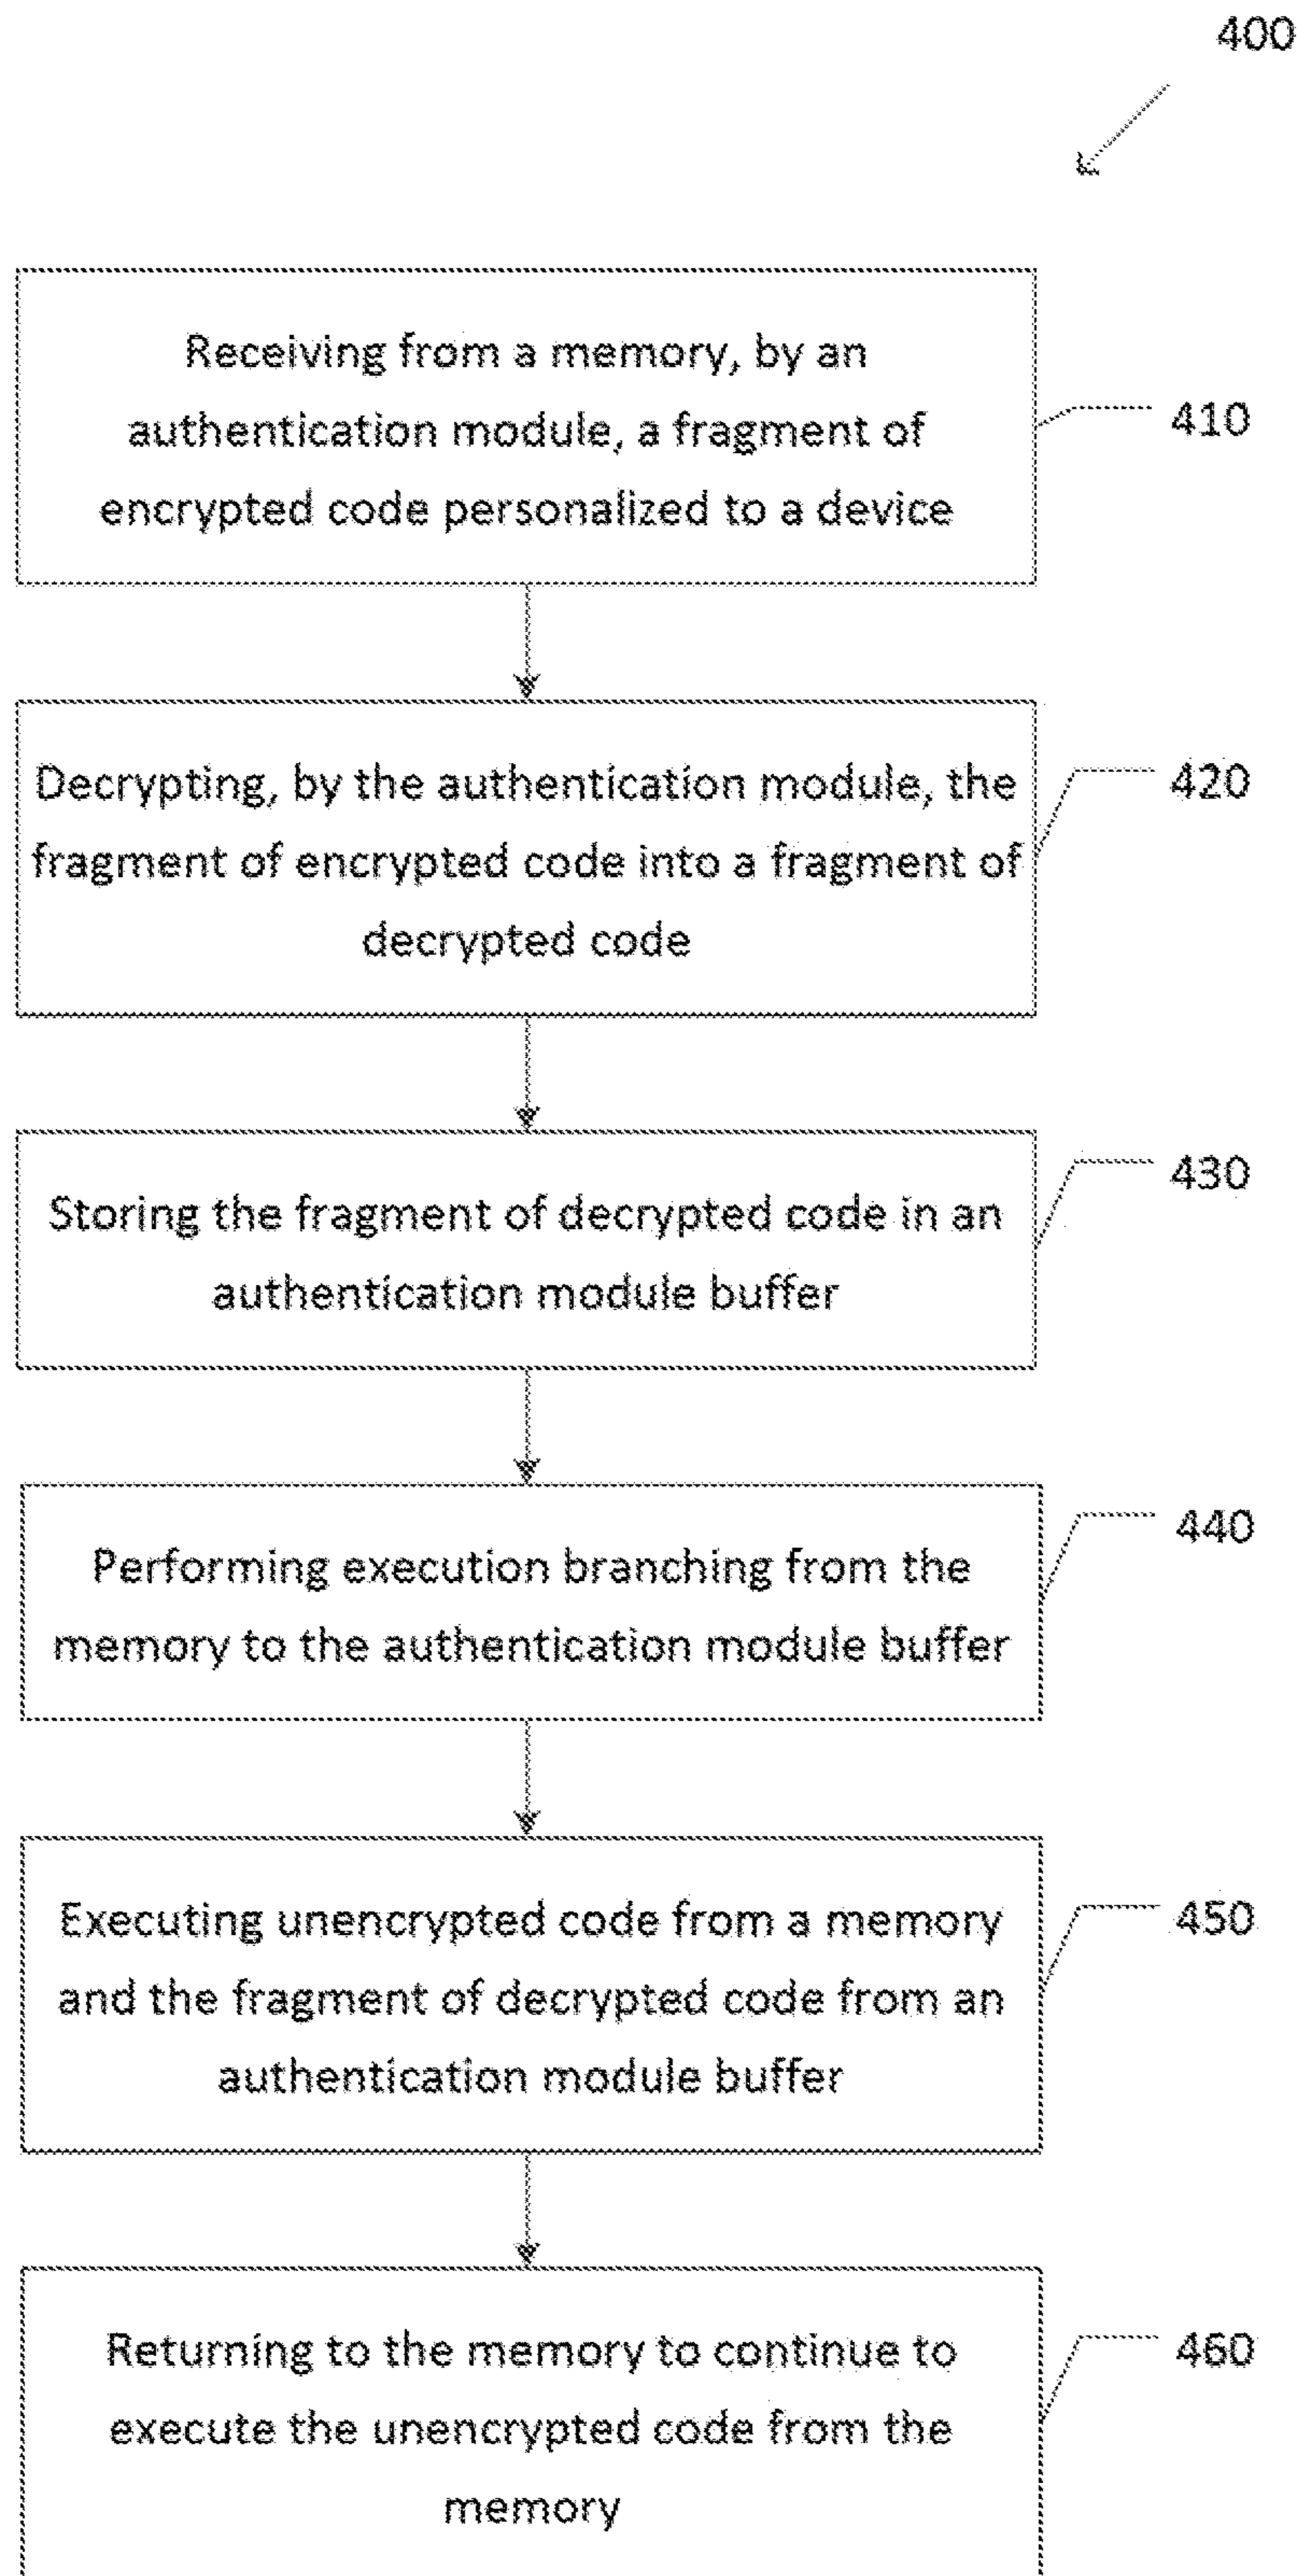 400
Receiving from a memory, by an
authentication module, a fragment of
encrypted code personalized to a device
410
Decrypting, by the authentication module, the
fragment of encrypted code into a fragment of
decrypted code
420
Storing the fragment of decrypted code in an
authentication module buffer
430
Performing execution branching from the
memory to the authentication module buffer
440
Executing unencrypted code from a memory
and the fragment of decrypted code from an
authentication module buffer
450
Returning to the memory to continue to
execute the unencrypted code from the
memory
460